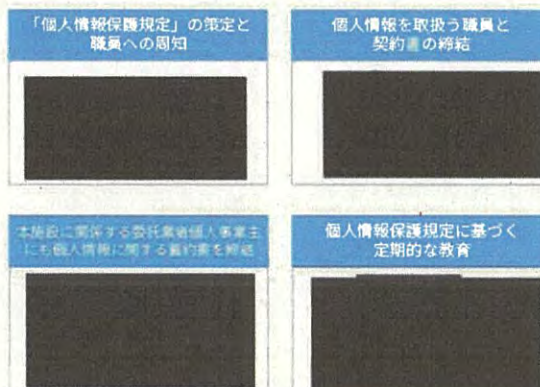 「個人情報保護規定」の策定と
職員への周知
個人情報を取扱う職員と
契約書の締結
本施設に関係する委託業者個人事業主
にも個人情報に関する誓約書を締結
個人情報保護規定に基づく
定期的な教育